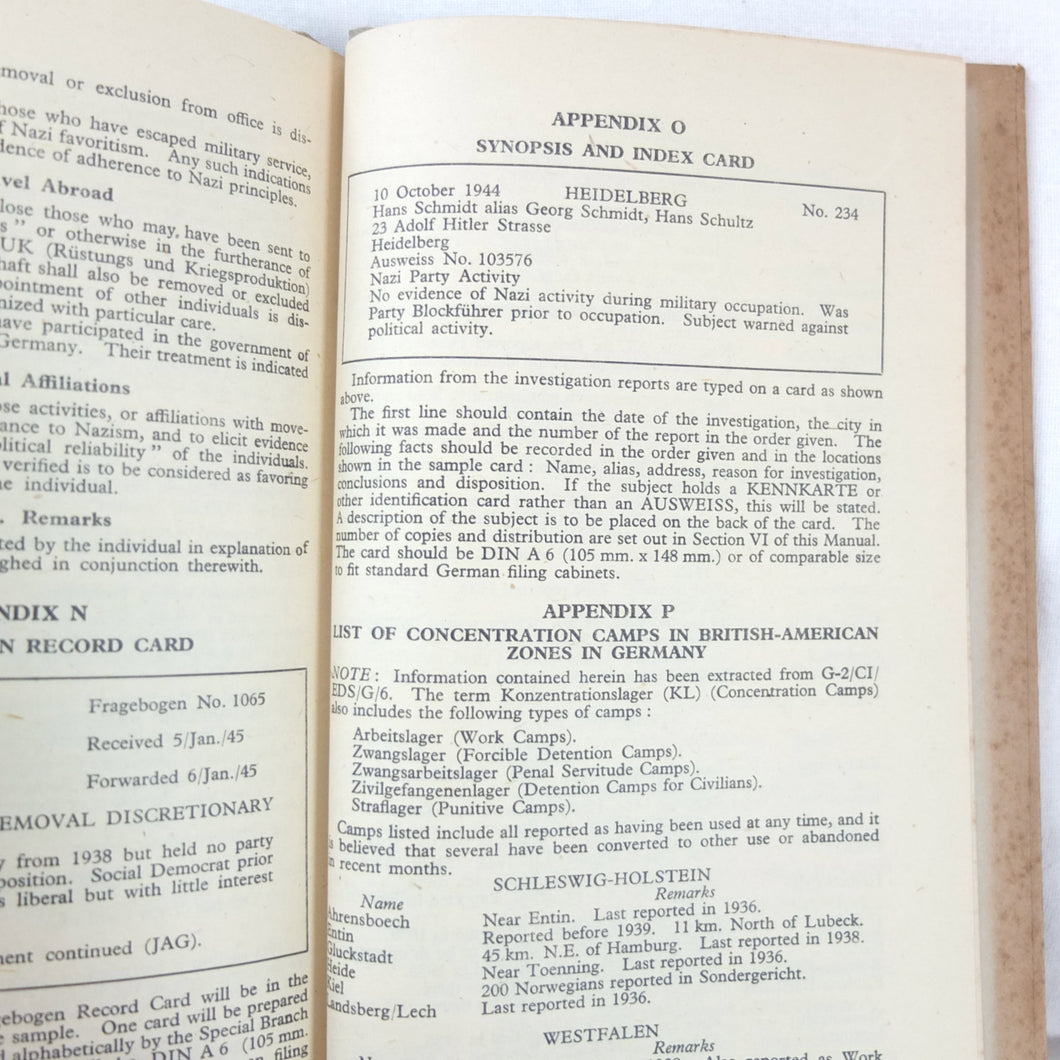 moval or exclusion from office is dis-
hose who have escaped military service,
f Nazi favoritism. Any such indications
dence of adherence to Nazi principles.
vel Abroad
lose those who may, have been sent to
s" or otherwise in the furtherance of
UK (Rüstungs und Kriegsproduktion)
haft shall also be removed or excluded
pointment of other individuals is dis-
nized with particular care.
have participated in the government of
Germany. Their treatment is indicated
l Affiliations
ose activities, or affiliations with move-
ance to Nazism, and to elicit evidence
olitical reliability" of the individuals.
verified is to be considered as favoring
he individual.
. Remarks
ted by the individual in explanation of
ghed in conjunction therewith.
NDIX N
N RECORD CARD
Fragebogen No. 1065
Received 5/Jan./45
Forwarded 6/Jan./45
EMOVAL DISCRETIONARY
y from 1938 but held no party
position. Social Democrat prior
s liberal but with little interest
ment continued (JAG).
gebogen Record Card will be in the
e sample. One card will be prepared
d alphabetically by the Special Branch
DIN A 6 (105 mm.
filing
APPENDIX O
SYNOPSIS AND INDEX CARD
10 October 1944 HEIDELBERG No. 234
Hans Schmidt alias Georg Schmidt, Hans Schultz
23 Adolf Hitler Strasse
Heidelberg
Ausweiss No. 103576
Nazi Party Activity
No evidence of Nazi activity during military occupation. Was
Party Blockführer prior to occupation. Subject warned against
political activity.
Information from the investigation reports are typed on a card as shown
above.
The first line should contain the date of the investigation, the city in
which it was made and the number of the report in the order given. The
following facts should be recorded in the order given and in the locations
shown in the sample card : Name, alias, address, reason for investigation,
conclusions and disposition. If the subject holds a KENNKARTE or
other identification card rather than an AUSWEISS, this will be stated.
A description of the subject is to be placed on the back of the card. The
number of copies and distribution are set out in Section VI of this Manual.
The card should be DIN A 6 (105 mm. x 148 mm.) or of comparable size
to fit standard German filing cabinets.
APPENDIX P
LIST OF CONCENTRATION CAMPS IN BRITISH-AMERICAN
ZONES IN GERMANY
NOTE : Information contained herein has been extracted from G-2/CI/
EDS/G/6. The term Konzentrationslager (KL) (Concentration Camps)
also includes the following types of camps :
Arbeitslager (Work Camps).
Zwangslager (Forcible Detention Camps).
Zwangsarbeitslager (Penal Servitude Camps).
Zivilgefangenenlager (Detention Camps for Civilians).
Straflager (Punitive Camps).
Camps listed include all reported as having been used at any time, and it
is believed that several have been converted to other use or abandoned
in recent months.
SCHLESWIG-HOLSTEIN
Name Remarks
Ahrensboech Near Entin. Last reported in 1936.
Entin Reported before 1939. 11 km. North of Lubeck.
Gluckstadt 45 km. N.E. of Hamburg. Last reported in 1938.
Heide Near Toenning. Last reported in 1936.
Kiel 200 Norwegians reported in Sondergericht.
Landsberg/Lech Last reported in 1936.
WESTFALEN
Remarks
Also reported as Work